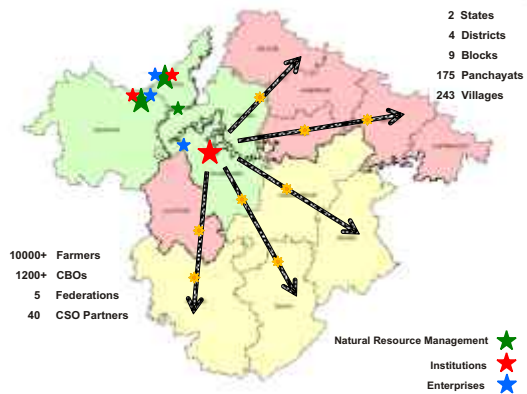 2 States
4 Districts
9 Blocks
175 Panchayats
243 Villages
10000+ Farmers
1200+ CBOs
5 Federations
40 CSO Partners
Natural Resource Management
Institutions
Enterprises